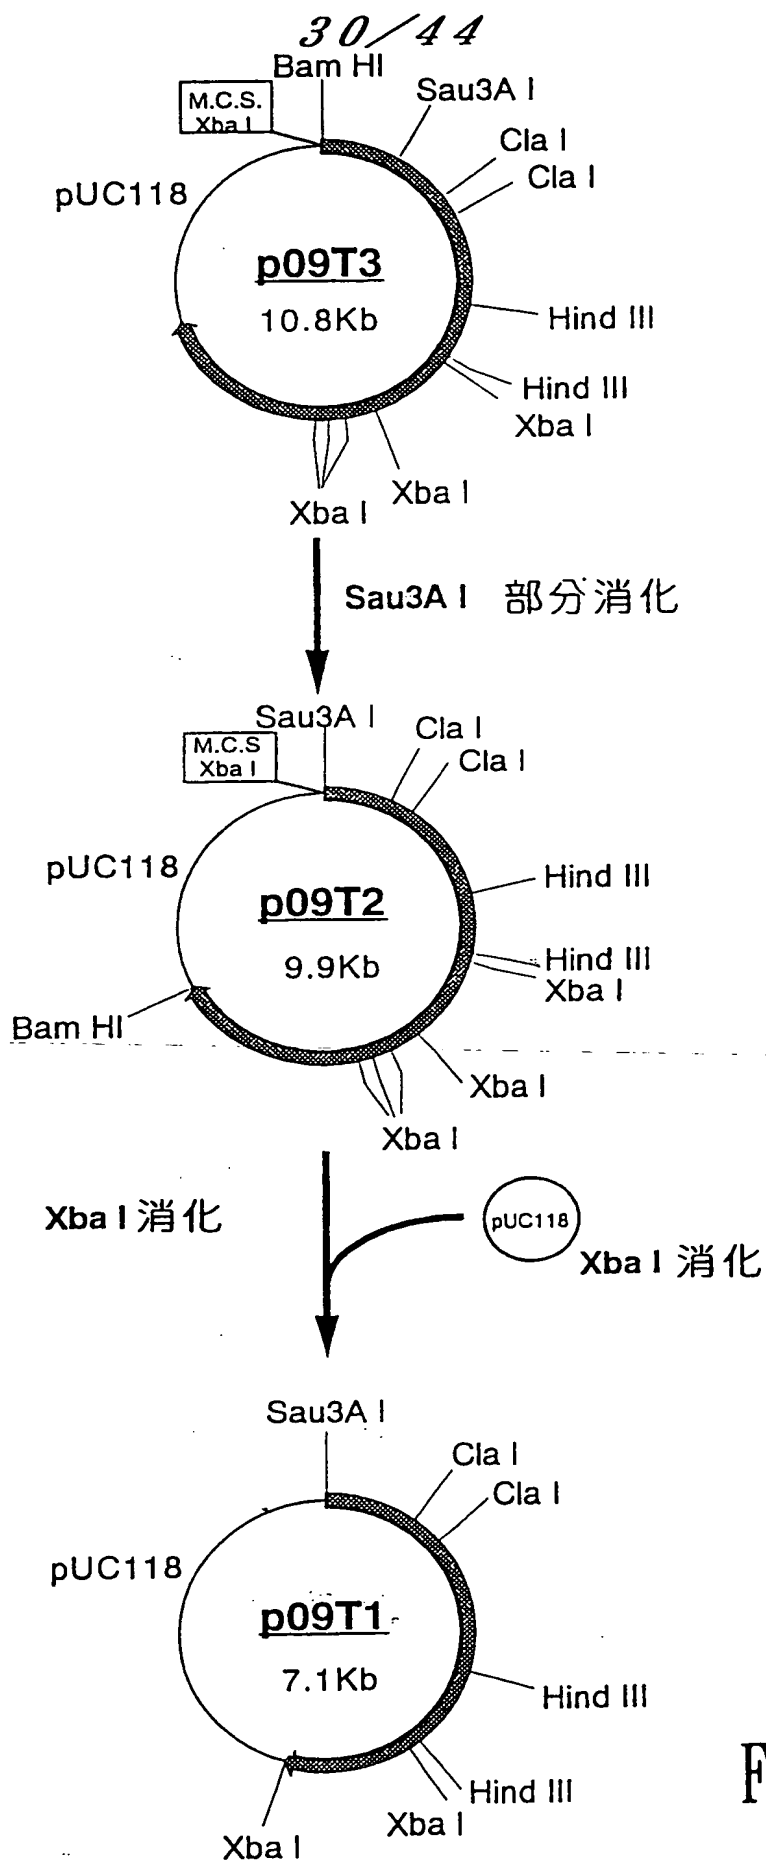 30/44
Bam HI
M.C.S.
Xba I
Sau3A I
Cla I
Cla I
pUC118
p09T3
10.8Kb
Hind III
Hind III
Xba I
Xba I
Xba I
Sau3A I 部分消化
Sau3A I
M.C.S
Xba I
Cla I
Cla I
pUC118
p09T2
9.9Kb
Hind III
Hind III
Xba I
Bam HI
Xba I
Xba I
Xba I 消化
pUC118
Xba I 消化
Sau3A I
Cla I
Cla I
pUC118
p09T1
7.1Kb
Hind III
Hind III
Xba I
Xba I
F